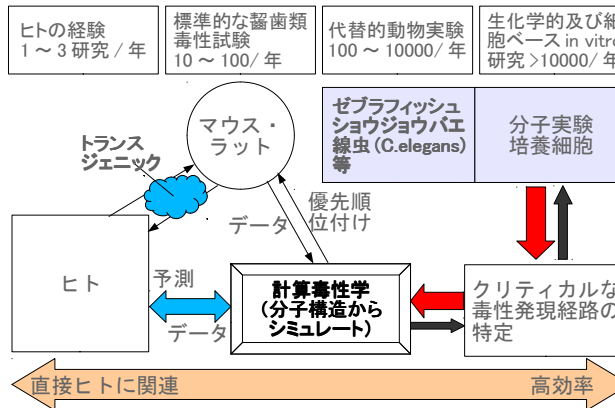 ヒトの経験
1 ～ 3 研究 / 年
標準的な齧歯類
毒性試験
10 ～ 100/ 年
代替的動物実験
100 ～ 10000/ 年
生化学的及び細
胞ベース in vitro
研究 >10000/ 年
マウス・
ラット
トランス
ジェニック
ゼブラフィッシュ
ショウジョウバエ
線虫 (C.elegans)
等
分子実験
培養細胞
データ
優先順
位付け
ヒト
予測
データ
計算毒性学
(分子構造から
シミュレート)
クリティカルな
毒性発現経路の
特定
直接ヒトに関連
高効率